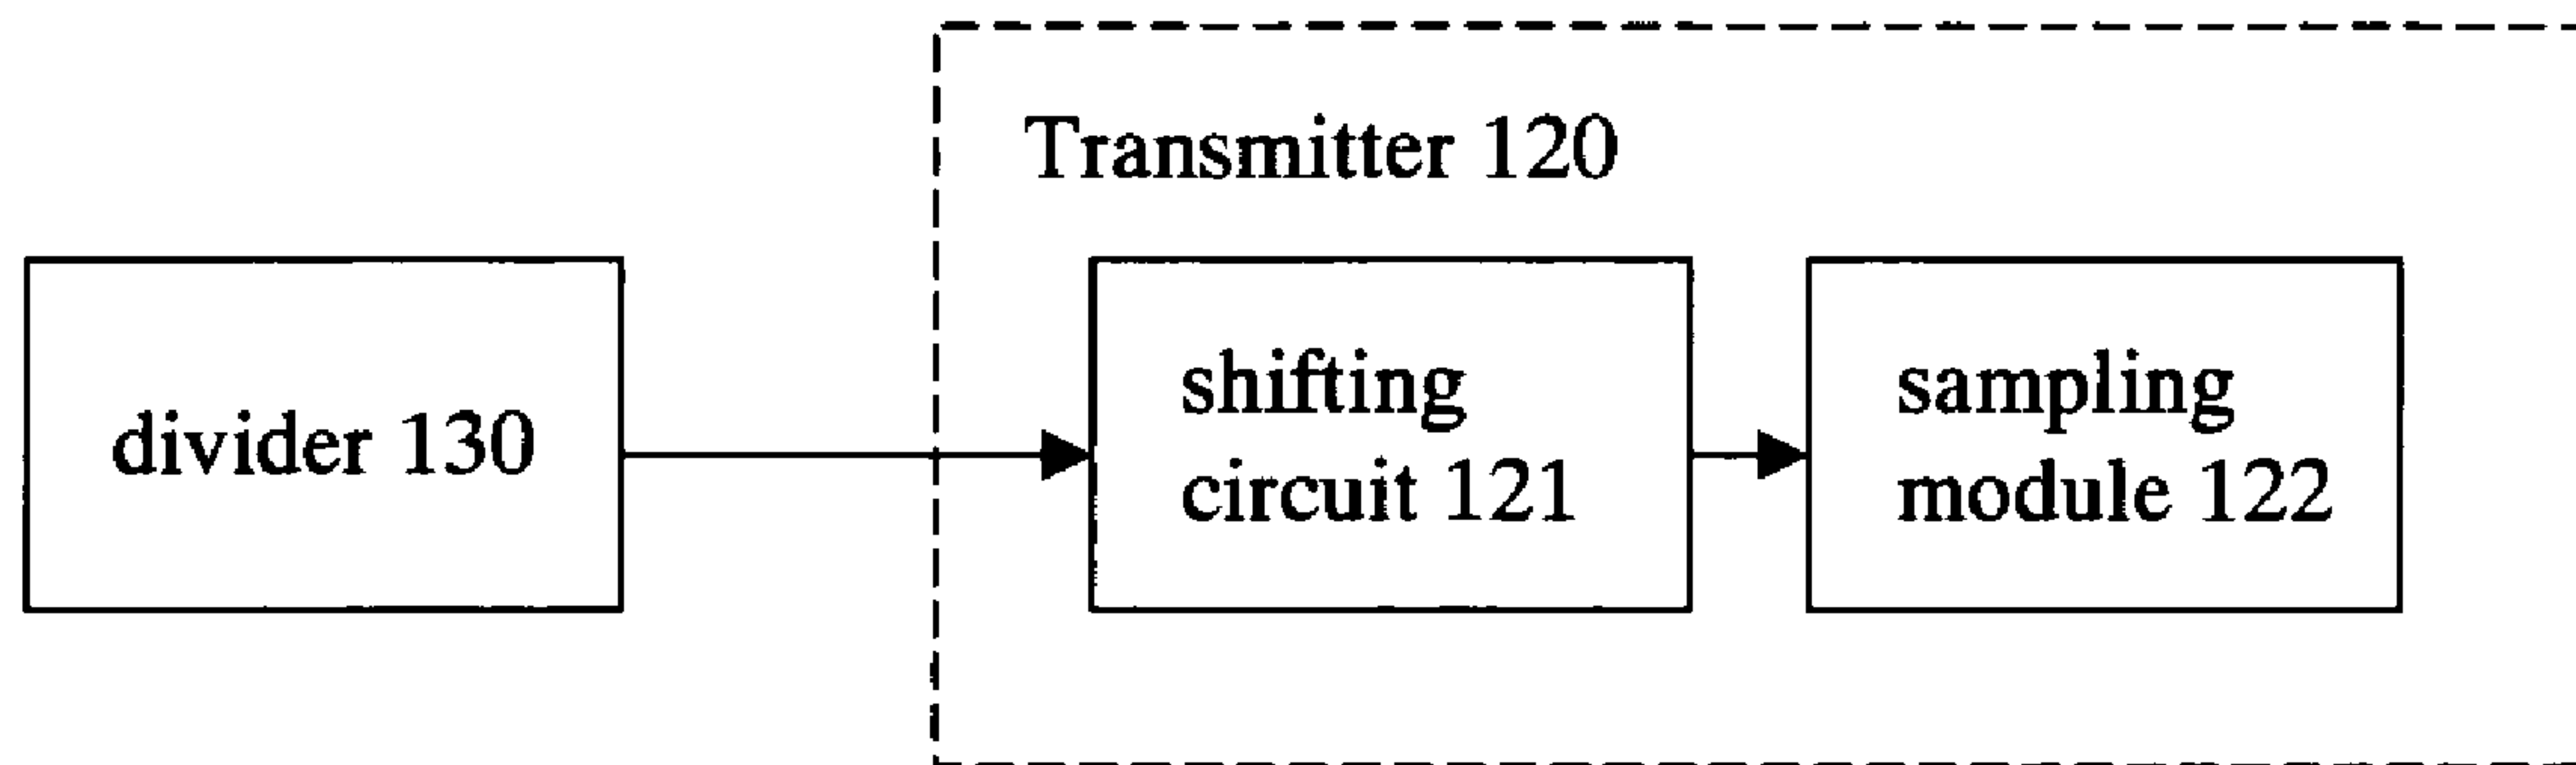 Transmitter 120
divider 130
shifting
circuit 121
sampling
module 122